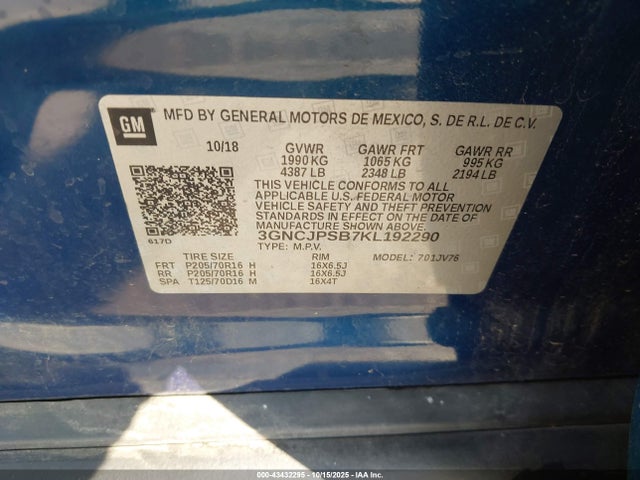 GM
MFD BY GENERAL MOTORS DE MEXICO, S. DE R.L. DE C.V.
10/18 GVWR GAWR FRT GAWR RR
1990 KG 1065 KG 995 KG
4387 LB 2348 LB 2194 LB
THIS VEHICLE CONFORMS TO ALL
APPLICABLE U.S. FEDERAL MOTOR
VEHICLE SAFETY, BUMPER, AND THEFT
PREVENTION STANDARDS IN EFFECT ON
THE DATE OF MANUFACTURE SHOWN ABOVE.
3GNCJPSB7KL192290
617D
TYPE: M.P.V.
TIRE SIZE RIM MODEL: 701JV76
FRT P205/70R16 H 16X6.5J
RR P205/70R16 H 16X6.5J
SPA T125/70D16 M 16X4T
000-43432295 - 10/15/2025 - IAA Inc.